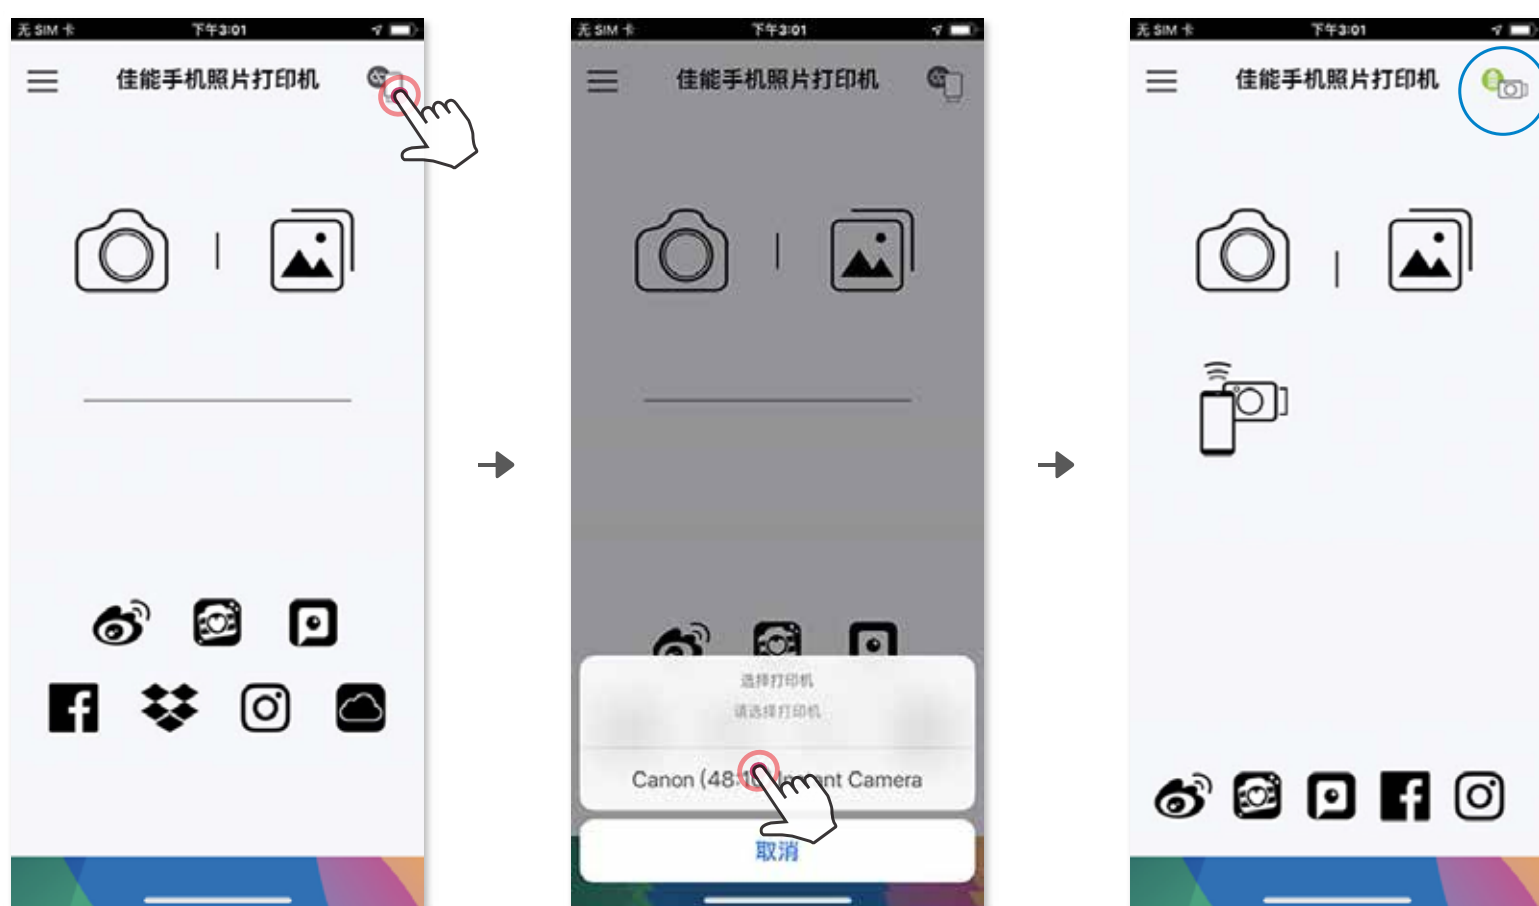 无 SIM 卡
下午3:01
佳能手机照片打印机
无 SIM 卡
下午3:01
佳能手机照片打印机
选择打印机
请选择打印机
Canon (48:1 Camera
取消
无 SIM 卡
下午3:01
佳能手机照片打印机